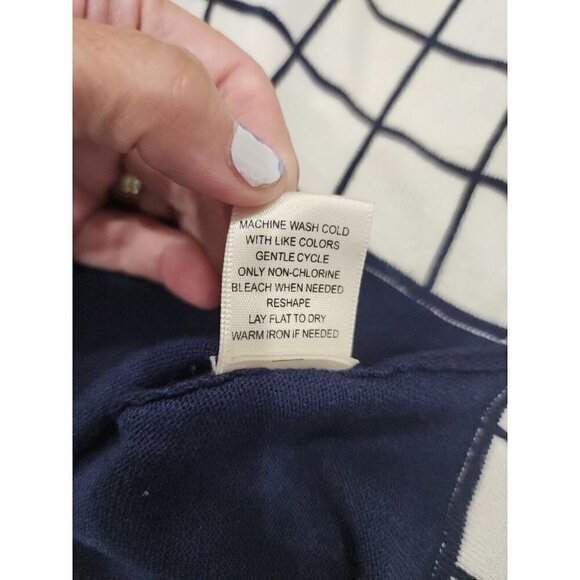 MACHINE WASH COLD
WITH LIKE COLORS
GENTLE CYCLE
ONLY NON-CHLORINE
BLEACH WHEN NEEDED
RESHAPE
LAY FLAT TO DRY
WARM IRON IF NEEDED